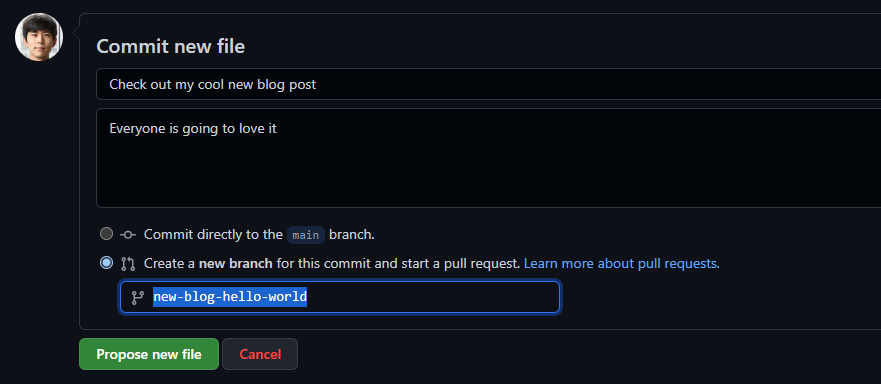 Commit new file
Check out my cool new blog post
Everyone is going to love it
Commit directly to the main branch.
Create a new branch for this commit and start a pull request. Learn more about pull requests.
new-blog-hello-world
Propose new file
Cancel